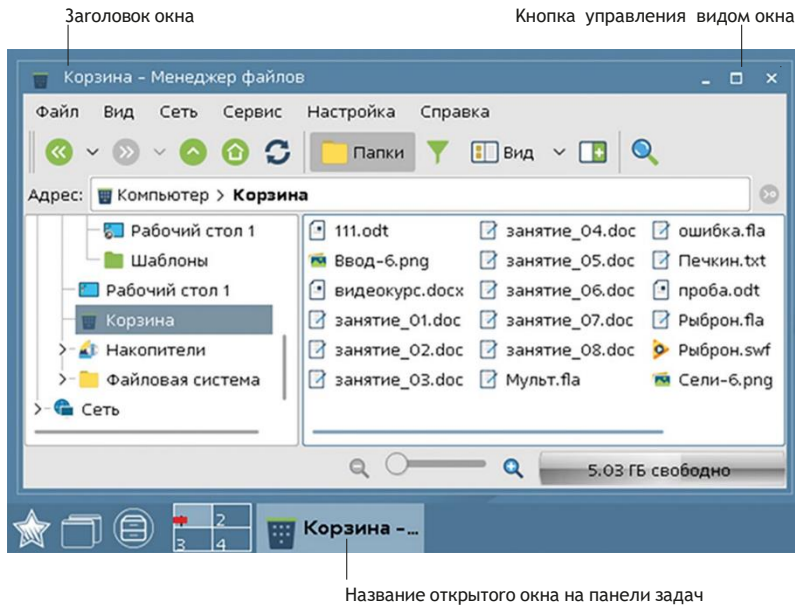 Заголовок окна
Кнопка управления видом окна
Корзина – Менеджер файлов
Файл Вид Сеть Сервис Настройка Справка
Папки Вид
Адрес: Компьютер > Корзина
Рабочий стол 1
Шаблоны
Рабочий стол 1
Корзина
Накопители
Файловая система
Сеть
111.odt
Ввод-6.png
видеокурс.docx
занятие_01.doc
занятие_02.doc
занятие_03.doc
занятие_04.doc
занятие_05.doc
занятие_06.doc
занятие_07.doc
занятие_08.doc
Мульт.fla
ошибка.fla
Печкин.txt
проба.odt
Рыброн.fla
Рыброн.swf
Сели-6.png
5.03 ГБ свободно
2
3 4
Корзина –...
Название открытого окна на панели задач